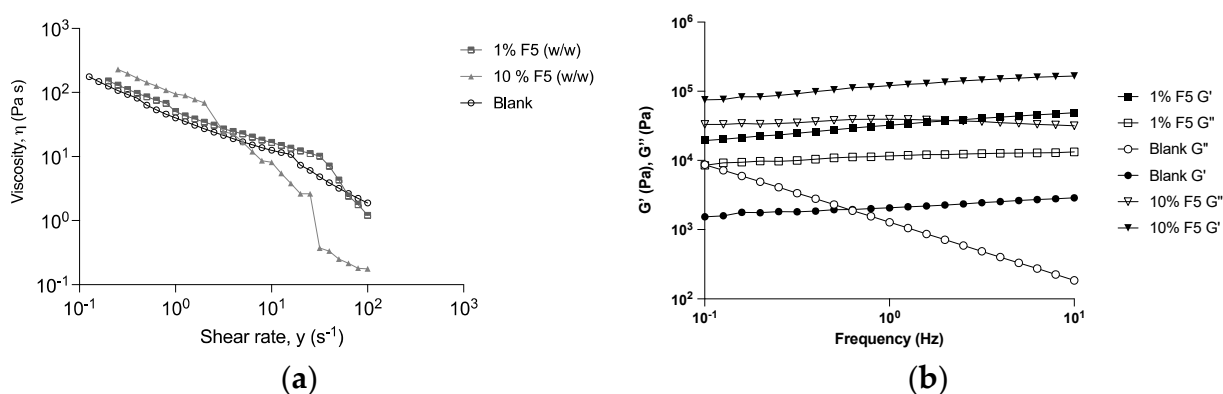 10³
10²
10¹
10⁰
10⁻¹
Viscosity, η (Pa s)
10⁻¹ 10⁰ 10¹ 10² 10³
Shear rate, y (s⁻¹)
1% F5 (w/w)
10 % F5 (w/w)
Blank
(a)
10⁶
10⁵
10⁴
10³
10²
G' (Pa), G'' (Pa)
10⁻¹ 10⁰ 10¹
Frequency (Hz)
1% F5 G'
1% F5 G"
Blank G"
Blank G'
10% F5 G"
10% F5 G'
(b)